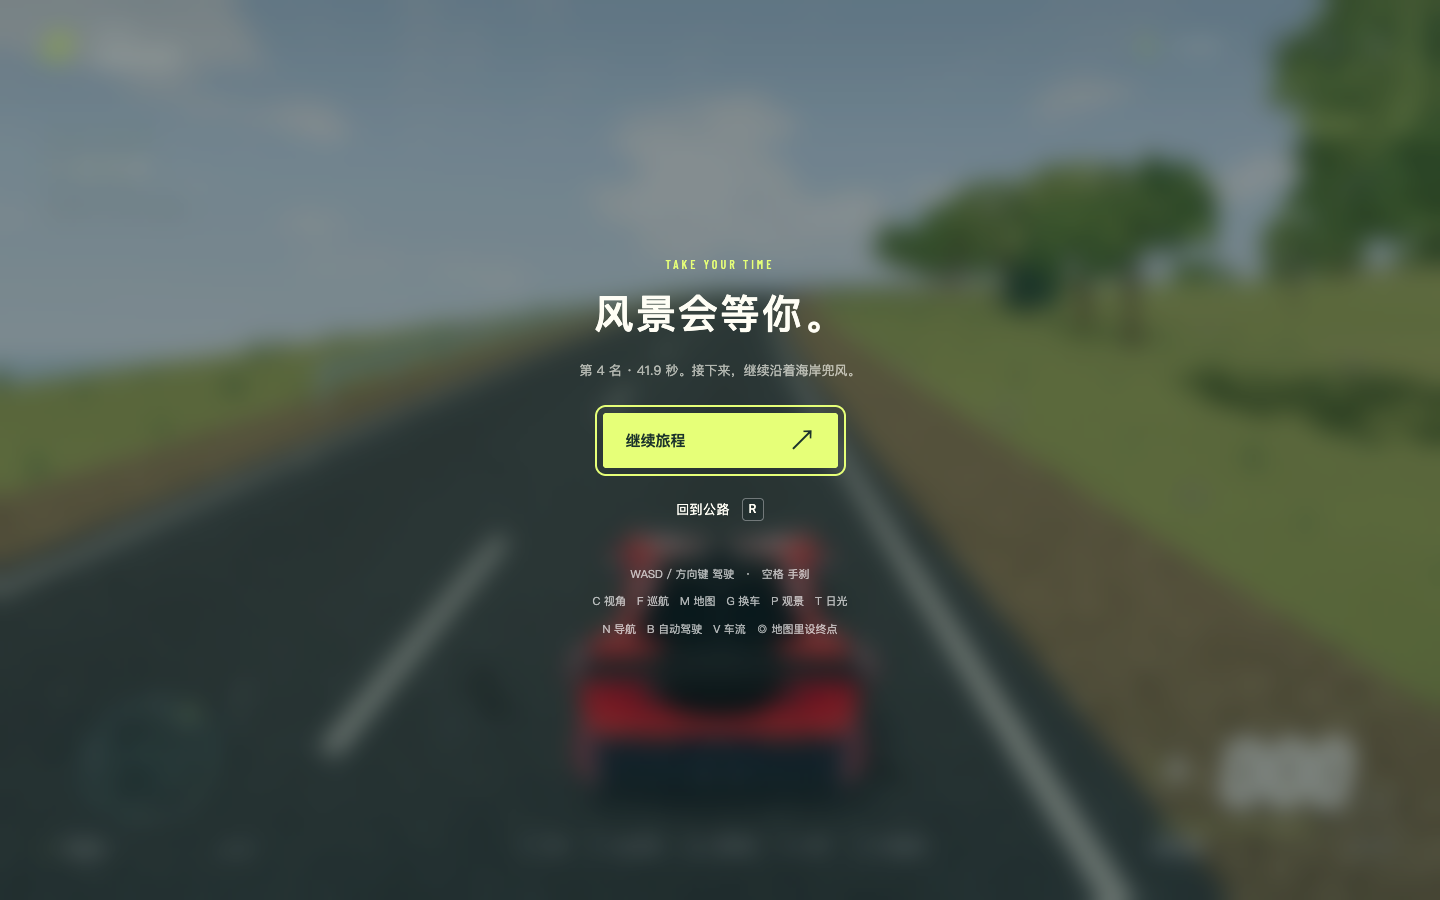 TAKE YOUR TIME
风景会等你。
第 4 名 · 41.9 秒。接下来，继续沿着海岸兜风。
继续旅程
回到公路 R
WASD / 方向键 驾驶 · 空格 手刹
C 视角 F 巡航 M 地图 G 换车 P 观景 T 日光
N 导航 B 自动驾驶 V 车流 ◎ 地图里设终点